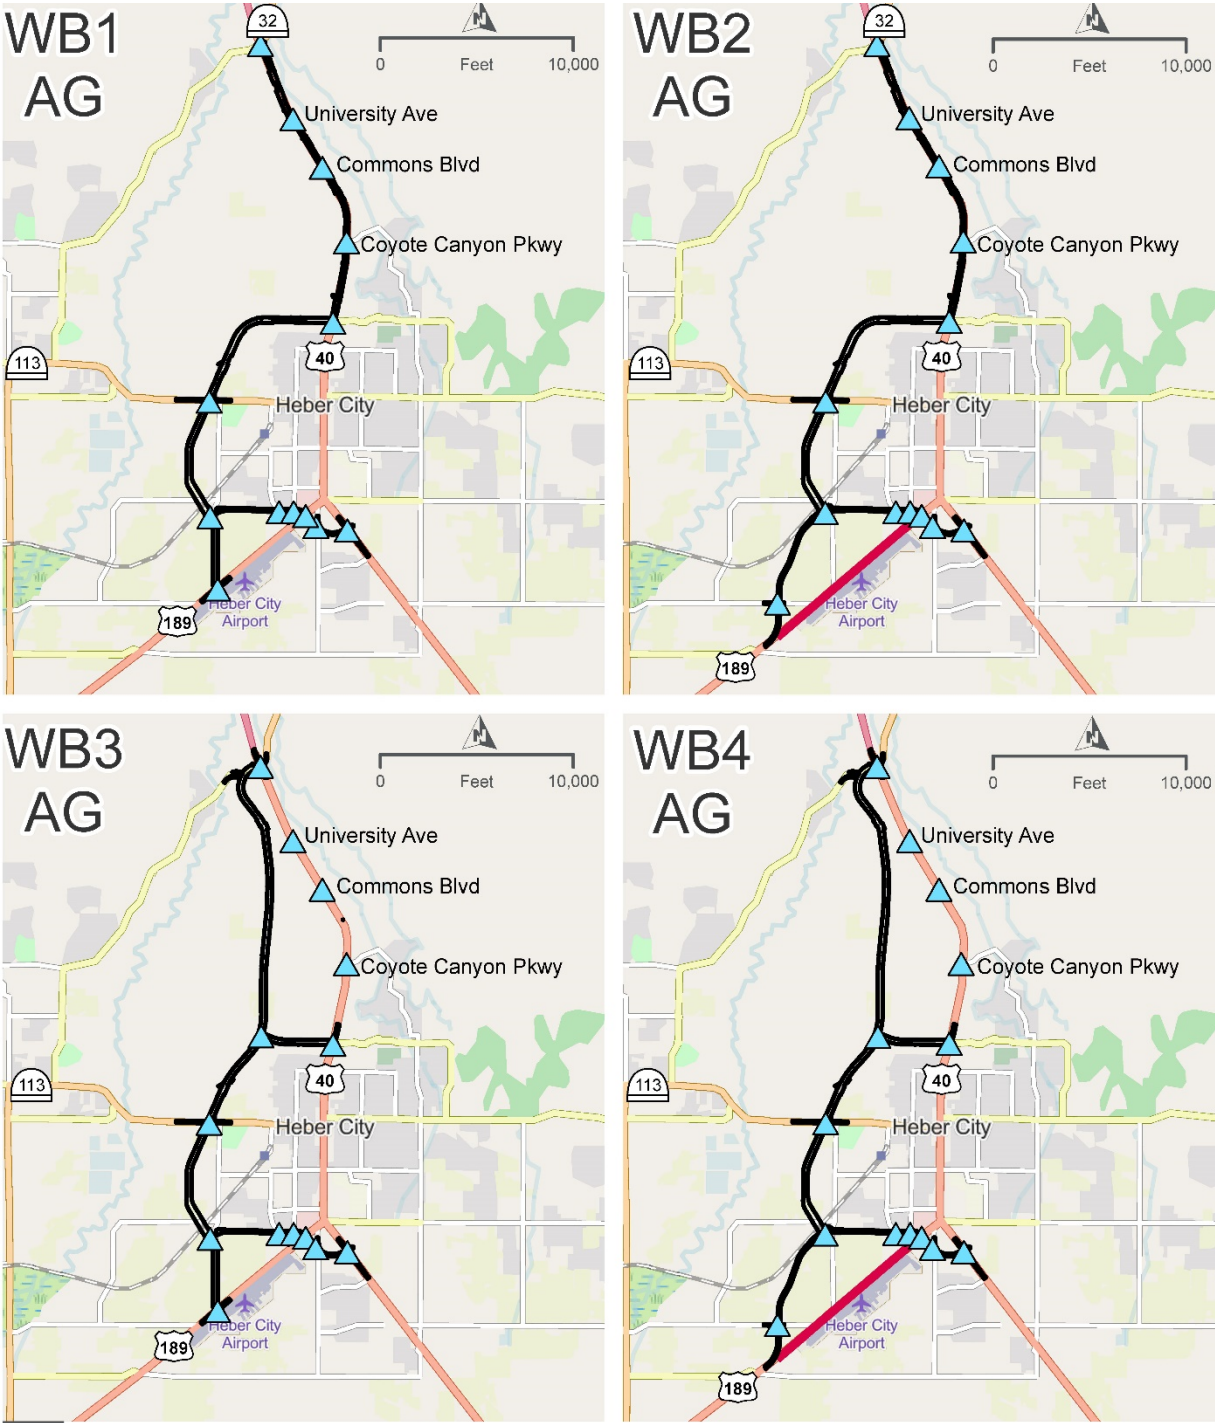 WB1
AG
32
N
0 Feet 10,000
University Ave
Commons Blvd
Coyote Canyon Pkwy
40
113
Heber City
Heber City
Airport
189
WB2
AG
32
N
0 Feet 10,000
University Ave
Commons Blvd
Coyote Canyon Pkwy
40
113
Heber City
Heber City
Airport
189
WB3
AG
N
0 Feet 10,000
University Ave
Commons Blvd
Coyote Canyon Pkwy
40
113
Heber City
Heber City
Airport
189
WB4
AG
N
0 Feet 10,000
University Ave
Commons Blvd
Coyote Canyon Pkwy
40
113
Heber City
Heber City
Airport
189